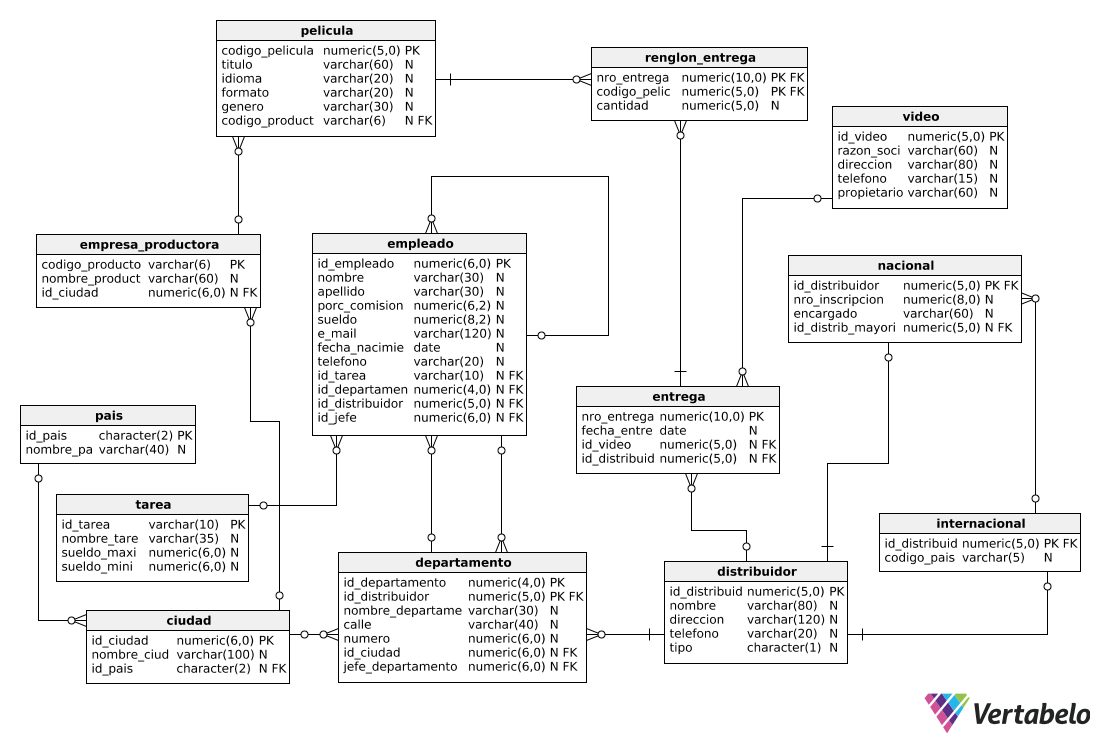 pelicula
codigo_pelicula numeric(5,0) PK
titulo varchar(60) N
idioma varchar(20) N
formato varchar(20) N
genero varchar(30) N
codigo_product varchar(6) N FK
renglon_entrega
nro_entrega numeric(10,0) PK FK
codigo_pelic numeric(5,0) PK FK
cantidad numeric(5,0) N
video
id_video numeric(5,0) PK
razon_soci varchar(60) N
direccion varchar(80) N
telefono varchar(15) N
propietario varchar(60) N
empresa_productora
codigo_producto varchar(6) PK
nombre_product varchar(60) N
id_ciudad numeric(6,0) N FK
empleado
id_empleado numeric(6,0) PK
nombre varchar(30) N
apellido varchar(30) N
porc_comision numeric(6,2) N
sueldo numeric(8,2) N
e_mail varchar(120) N
fecha_nacimie date N
telefono varchar(20) N
id_tarea varchar(10) N FK
id_departamen numeric(4,0) N FK
id_distribuidor numeric(5,0) N FK
id_jefe numeric(6,0) N FK
nacional
id_distribuidor numeric(5,0) PK FK
nro_inscripcion numeric(8,0) N
encargado varchar(60) N
id_distrib_mayori numeric(5,0) N FK
entrega
nro_entrega numeric(10,0) PK
fecha_entre date N
id_video numeric(5,0) N FK
id_distribuid numeric(5,0) N FK
pais
id_pais character(2) PK
nombre_pa varchar(40) N
tarea
id_tarea varchar(10) PK
nombre_tare varchar(35) N
sueldo_maxi numeric(6,0) N
sueldo_mini numeric(6,0) N
internacional
id_distribuid numeric(5,0) PK FK
codigo_pais varchar(5) N
departamento
id_departamento numeric(4,0) PK
id_distribuidor numeric(5,0) PK FK
nombre_departame varchar(30) N
calle varchar(40) N
numero numeric(6,0) N
id_ciudad numeric(6,0) N FK
jefe_departamento numeric(6,0) N FK
distribuidor
id_distribuid numeric(5,0) PK
nombre varchar(80) N
direccion varchar(120) N
telefono varchar(20) N
tipo character(1) N
ciudad
id_ciudad numeric(6,0) PK
nombre_ciud varchar(100) N
id_pais character(2) N FK
Vertabelo